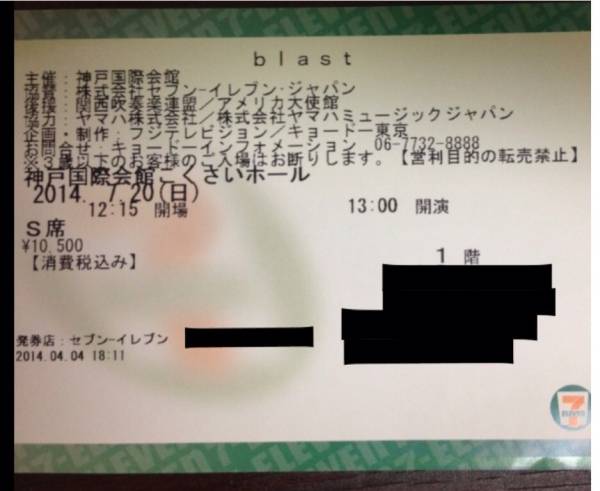 blast
主催：神戸国際会館
協賛：株式会社セブン-イレブン・ジャパン
後援：関西吹奏楽連盟／アメリカ大使館
協力：ヤマハ株式会社／株式会社ヤマハミュージックジャパン
企画・制作：フジテレビジョン／キョードー東京
お問合せ：キョードーインフォメーション 06-7732-8888
※3歳以下のお客様のご入場はお断りします。【営利目的の転売禁止】
神戸国際会館こくさいホール
2014. 7.20(日)
12:15 開場 13:00 開演
S席
¥10,500
【消費税込み】 1 階
発券店：セブン-イレブン
2014.04.04 18:11
7
ELEVEN